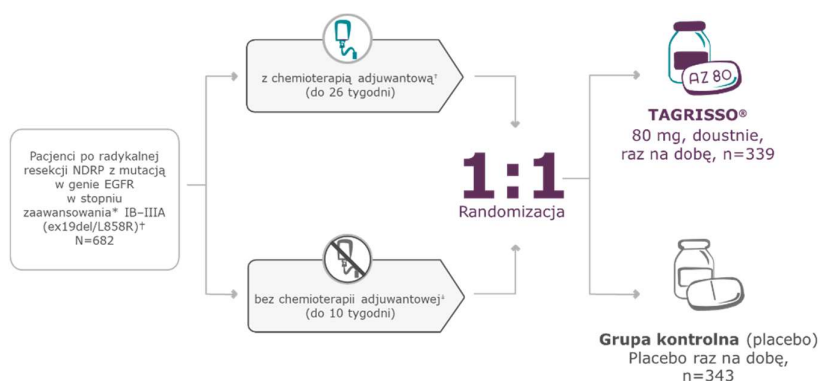 Pacjenci po radykalnej
resekcji NDRP z mutacją
w genie EGFR
w stopniu
zaawansowania* IB–IIIA
(ex19del/L858R)†
N=682
z chemioterapią adjuwantową†
(do 26 tygodni)
bez chemioterapii adjuwantowej‡
(do 10 tygodni)
1:1
Randomizacja
AZ 80
TAGRISSO®
80 mg, doustnie,
raz na dobę, n=339
Grupa kontrolna (placebo)
Placebo raz na dobę,
n=343